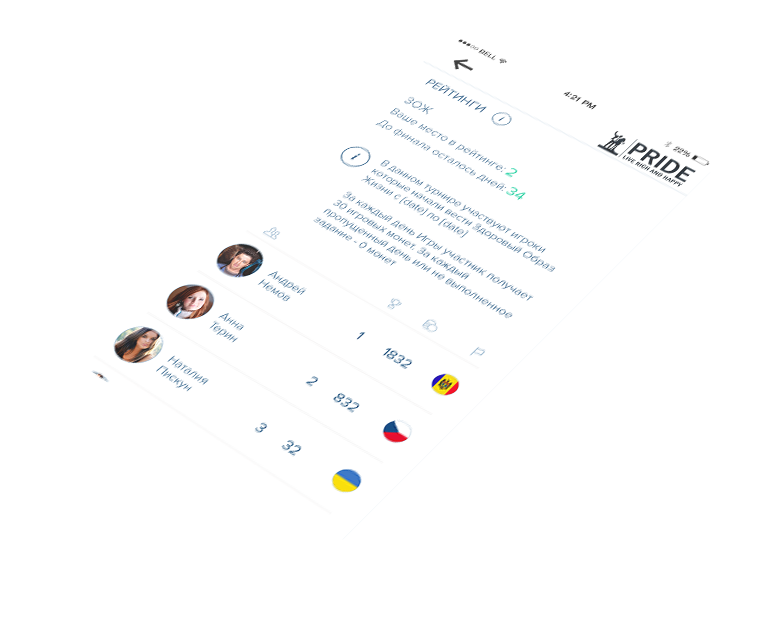 BELL
4:21 PM
22%
PRIDE
LIVE RICH AND HAPPY
РЕЙТИНГИ i
ЗОЖ
Ваше место в рейтинге: 2
До финала осталось дней: 34
i
В данном турнире участвуют игроки
которые начали вести Здоровый Образ
Жизни с [date] по [date]
За каждый день Игры участник получает
30 игровых монет. За каждый
пропущенный день или не выполненное
задание - 0 монет
Андрей
Немов
1 1832
Анна
Терин
2 832
Наталия
Пискун
3 32